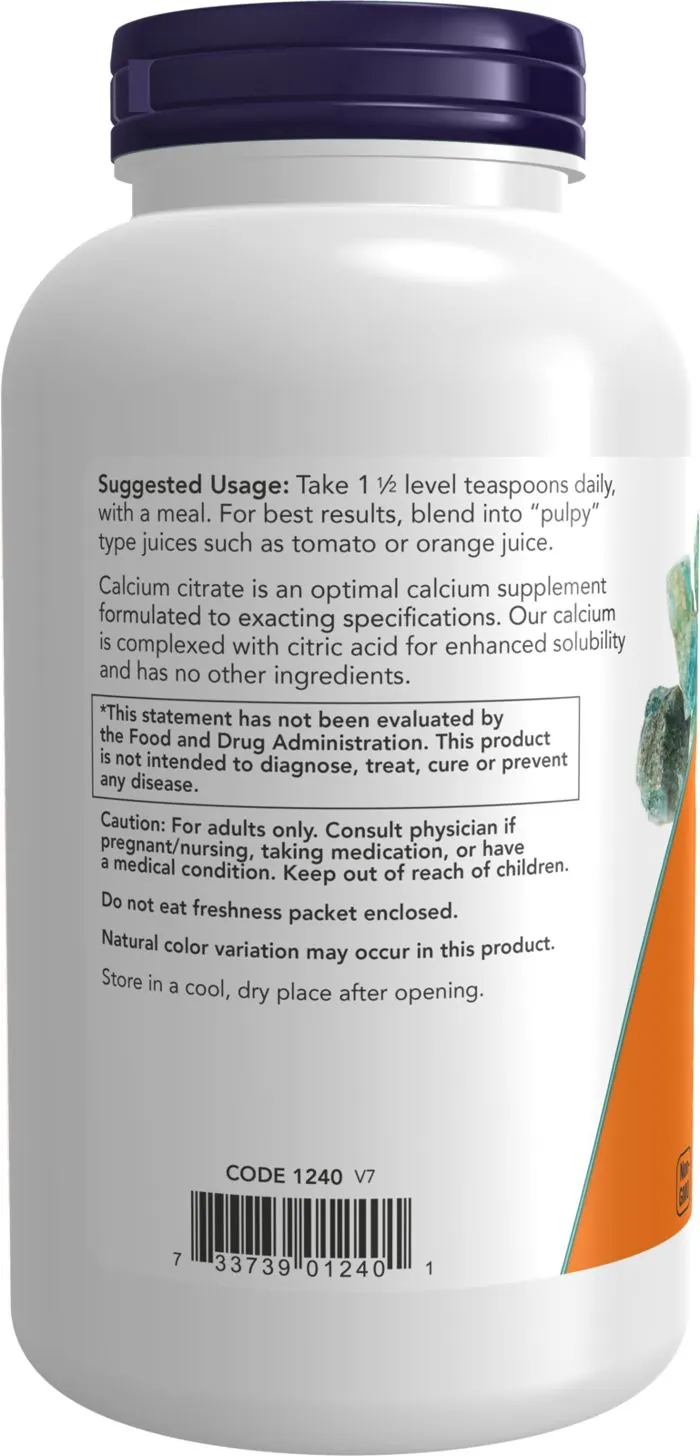 Suggested Usage: Take 1 ½ level teaspoons daily,
with a meal. For best results, blend into “pulpy”
type juices such as tomato or orange juice.
Calcium citrate is an optimal calcium supplement
formulated to exacting specifications. Our calcium
is complexed with citric acid for enhanced solubility
and has no other ingredients.
*This statement has not been evaluated by
the Food and Drug Administration. This product
is not intended to diagnose, treat, cure or prevent
any disease.
Caution: For adults only. Consult physician if
pregnant/nursing, taking medication, or have
a medical condition. Keep out of reach of children.
Do not eat freshness packet enclosed.
Natural color variation may occur in this product.
Store in a cool, dry place after opening.
CODE 1240 V7
7 33739 01240 1